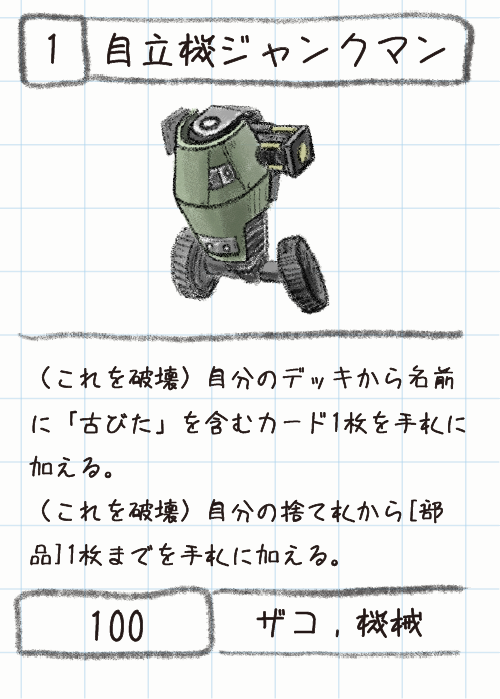 1 自立機ジャンクマン
（これを破壊）自分のデッキから名前
に「古びた」を含むカード1枚を手札に
加える。
（これを破壊）自分の捨て札から[部
品]1枚までを手札に加える。
100 ザコ，機械